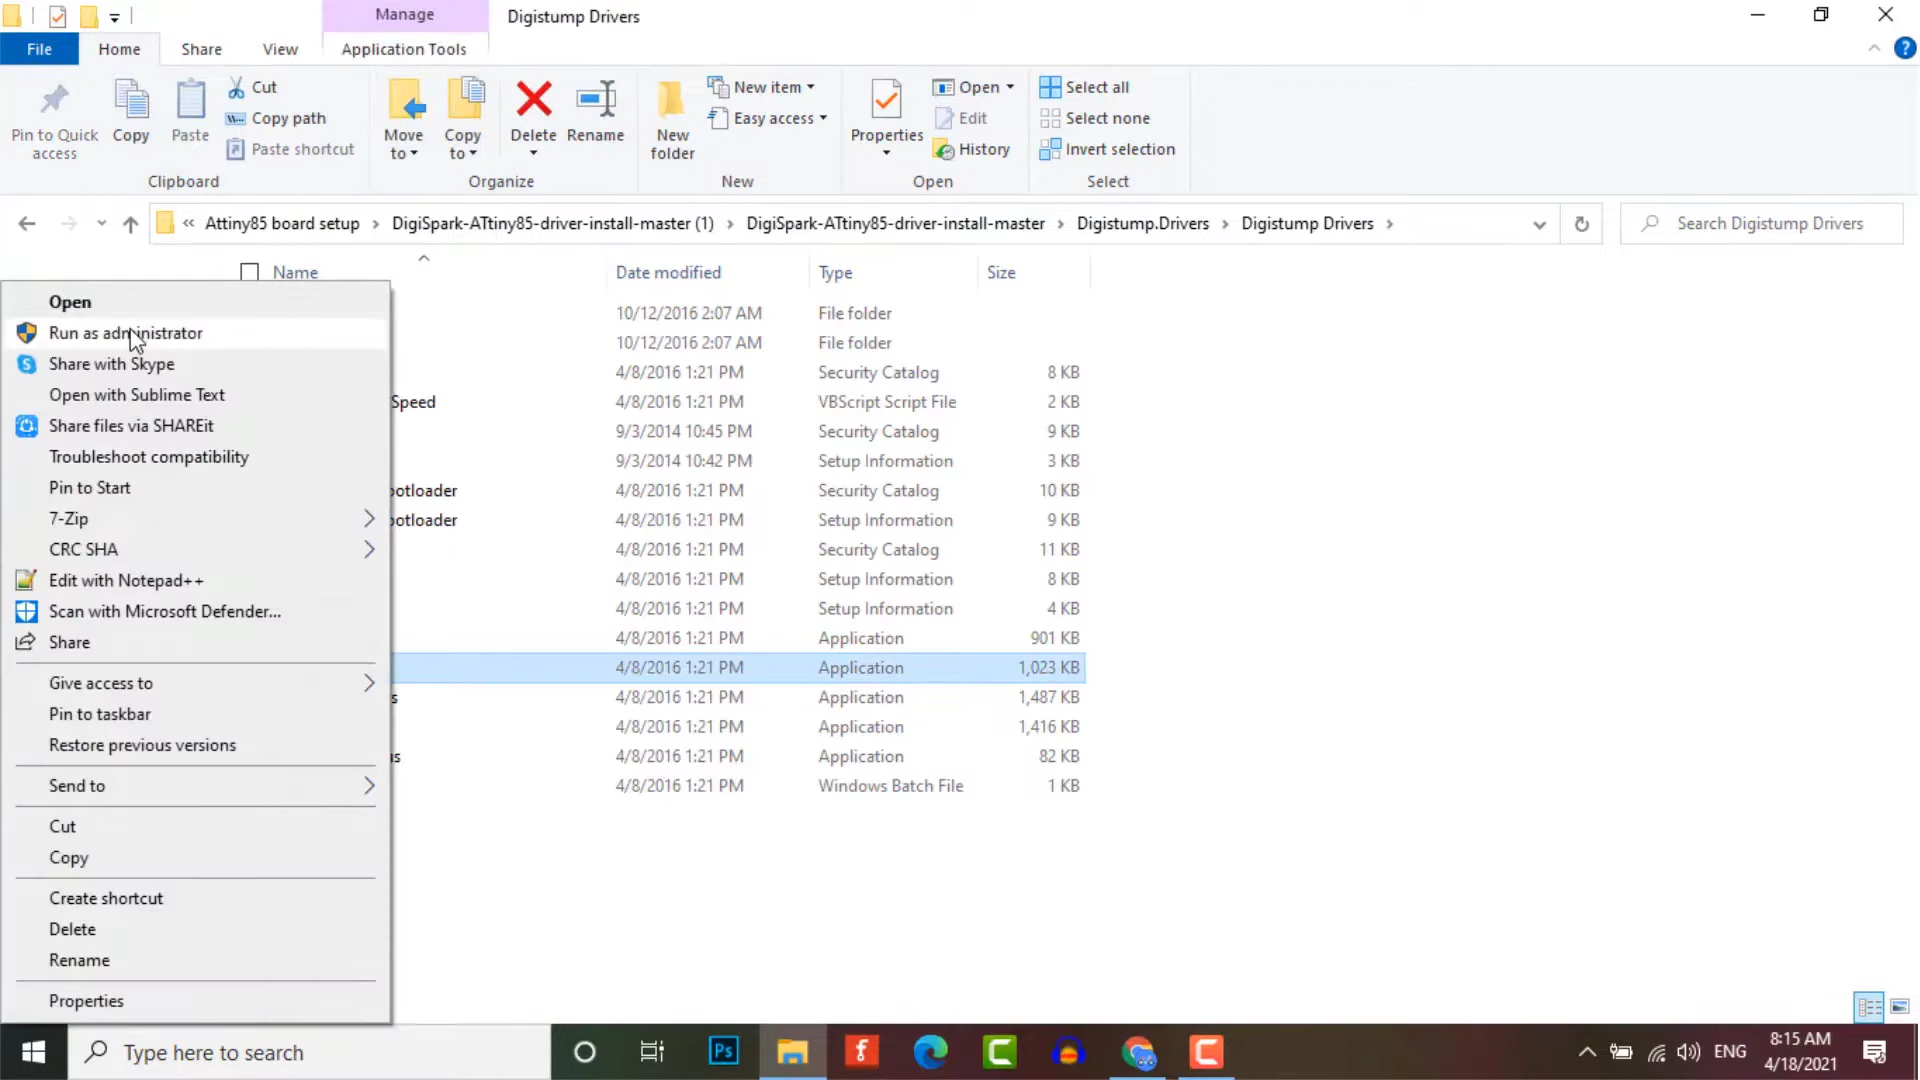 Manage
Digistump Drivers
File
Home
Share
View
Application Tools
Pin to Quick access
Copy
Paste
Cut
Copy path
Paste shortcut
Clipboard
Move to
Copy to
Delete
Rename
Organize
New folder
New item
Easy access
New
Properties
Open
Edit
History
Open
Select all
Select none
Invert selection
Select
« Attiny85 board setup › DigiSpark-ATtiny85-driver-install-master (1) › DigiSpark-ATtiny85-driver-install-master › Digistump.Drivers › Digistump Drivers ›
Search Digistump Drivers
Name Date modified Type Size
10/12/2016 2:07 AM File folder
10/12/2016 2:07 AM File folder
4/8/2016 1:21 PM Security Catalog 8 KB
Speed 4/8/2016 1:21 PM VBScript Script File 2 KB
9/3/2014 10:45 PM Security Catalog 9 KB
9/3/2014 10:42 PM Setup Information 3 KB
ootloader 4/8/2016 1:21 PM Security Catalog 10 KB
ootloader 4/8/2016 1:21 PM Setup Information 9 KB
4/8/2016 1:21 PM Security Catalog 11 KB
4/8/2016 1:21 PM Setup Information 8 KB
4/8/2016 1:21 PM Setup Information 4 KB
4/8/2016 1:21 PM Application 901 KB
4/8/2016 1:21 PM Application 1,023 KB
s 4/8/2016 1:21 PM Application 1,487 KB
4/8/2016 1:21 PM Application 1,416 KB
us 4/8/2016 1:21 PM Application 82 KB
4/8/2016 1:21 PM Windows Batch File 1 KB
Open
Run as administrator
Share with Skype
Open with Sublime Text
Share files via SHAREit
Troubleshoot compatibility
Pin to Start
7-Zip
CRC SHA
Edit with Notepad++
Scan with Microsoft Defender...
Share
Give access to
Pin to taskbar
Restore previous versions
Send to
Cut
Copy
Create shortcut
Delete
Rename
Properties
Type here to search
Ps
ENG
8:15 AM
4/18/2021